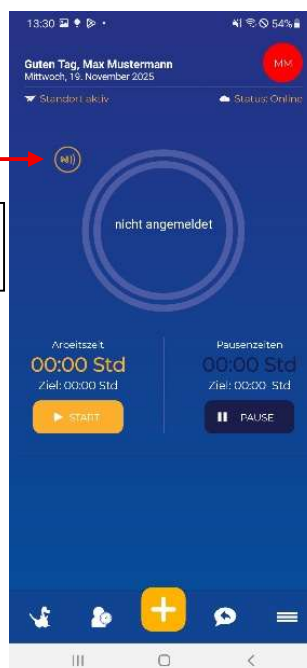 13:30
54%
Guten Tag, Max Mustermann
MM
Mittwoch, 19. November 2025
Standort aktiv
Status: Online
nicht angemeldet
Arbeitszeit
Pausenzeiten
00:00 Std
00:00 Std
Ziel: 00:00 Std
Ziel: 00:00 Std
START
PAUSE